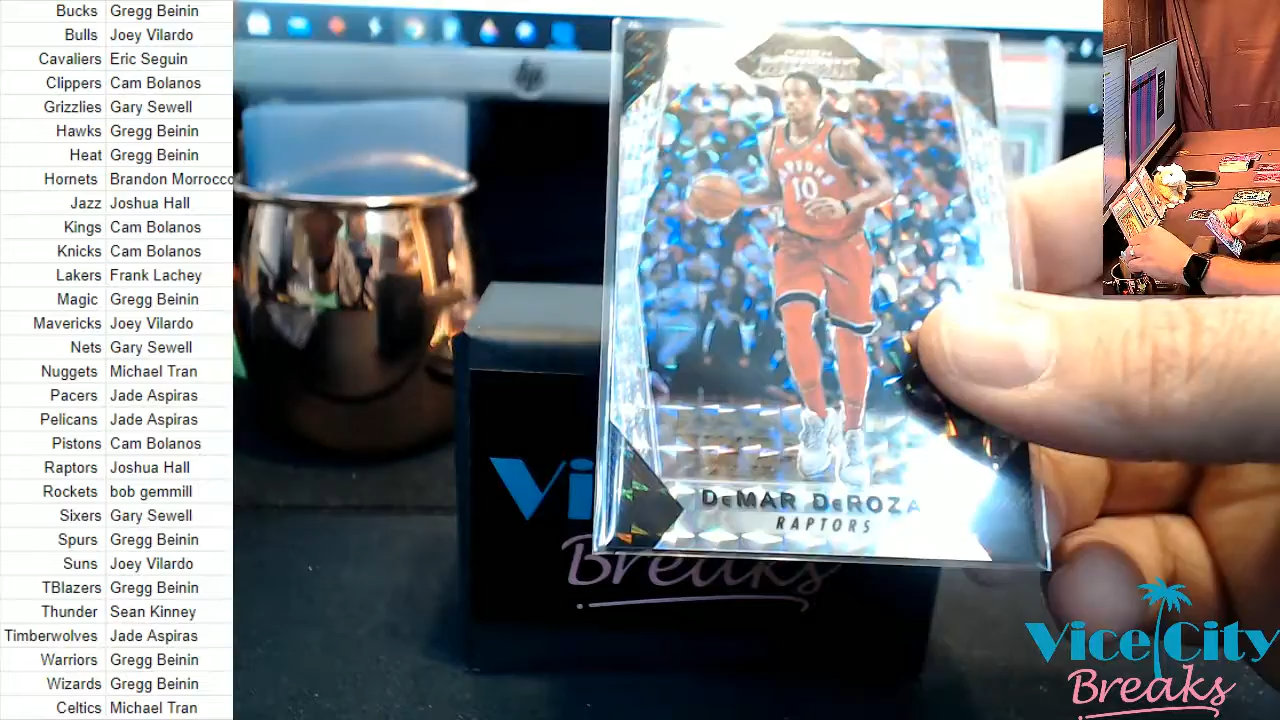 Bucks Gregg Beinin
Bulls Joey Vilardo
Cavaliers Eric Seguin
Clippers Cam Bolanos
Grizzlies Gary Sewell
Hawks Gregg Beinin
Heat Gregg Beinin
Hornets Brandon Morrocco
Jazz Joshua Hall
Kings Cam Bolanos
Knicks Cam Bolanos
Lakers Frank Lachey
Magic Gregg Beinin
Mavericks Joey Vilardo
Nets Gary Sewell
Nuggets Michael Tran
Pacers Jade Aspiras
Pelicans Jade Aspiras
Pistons Cam Bolanos
Raptors Joshua Hall
Rockets bob gemmill
Sixers Gary Sewell
Spurs Gregg Beinin
Suns Joey Vilardo
TBlazers Gregg Beinin
Thunder Sean Kinney
Timberwolves Jade Aspiras
Warriors Gregg Beinin
Wizards Gregg Beinin
Celtics Michael Tran
hp
10
DeMAR DeROZA
RAPTORS
Vi
Breaks
Vice City
Breaks